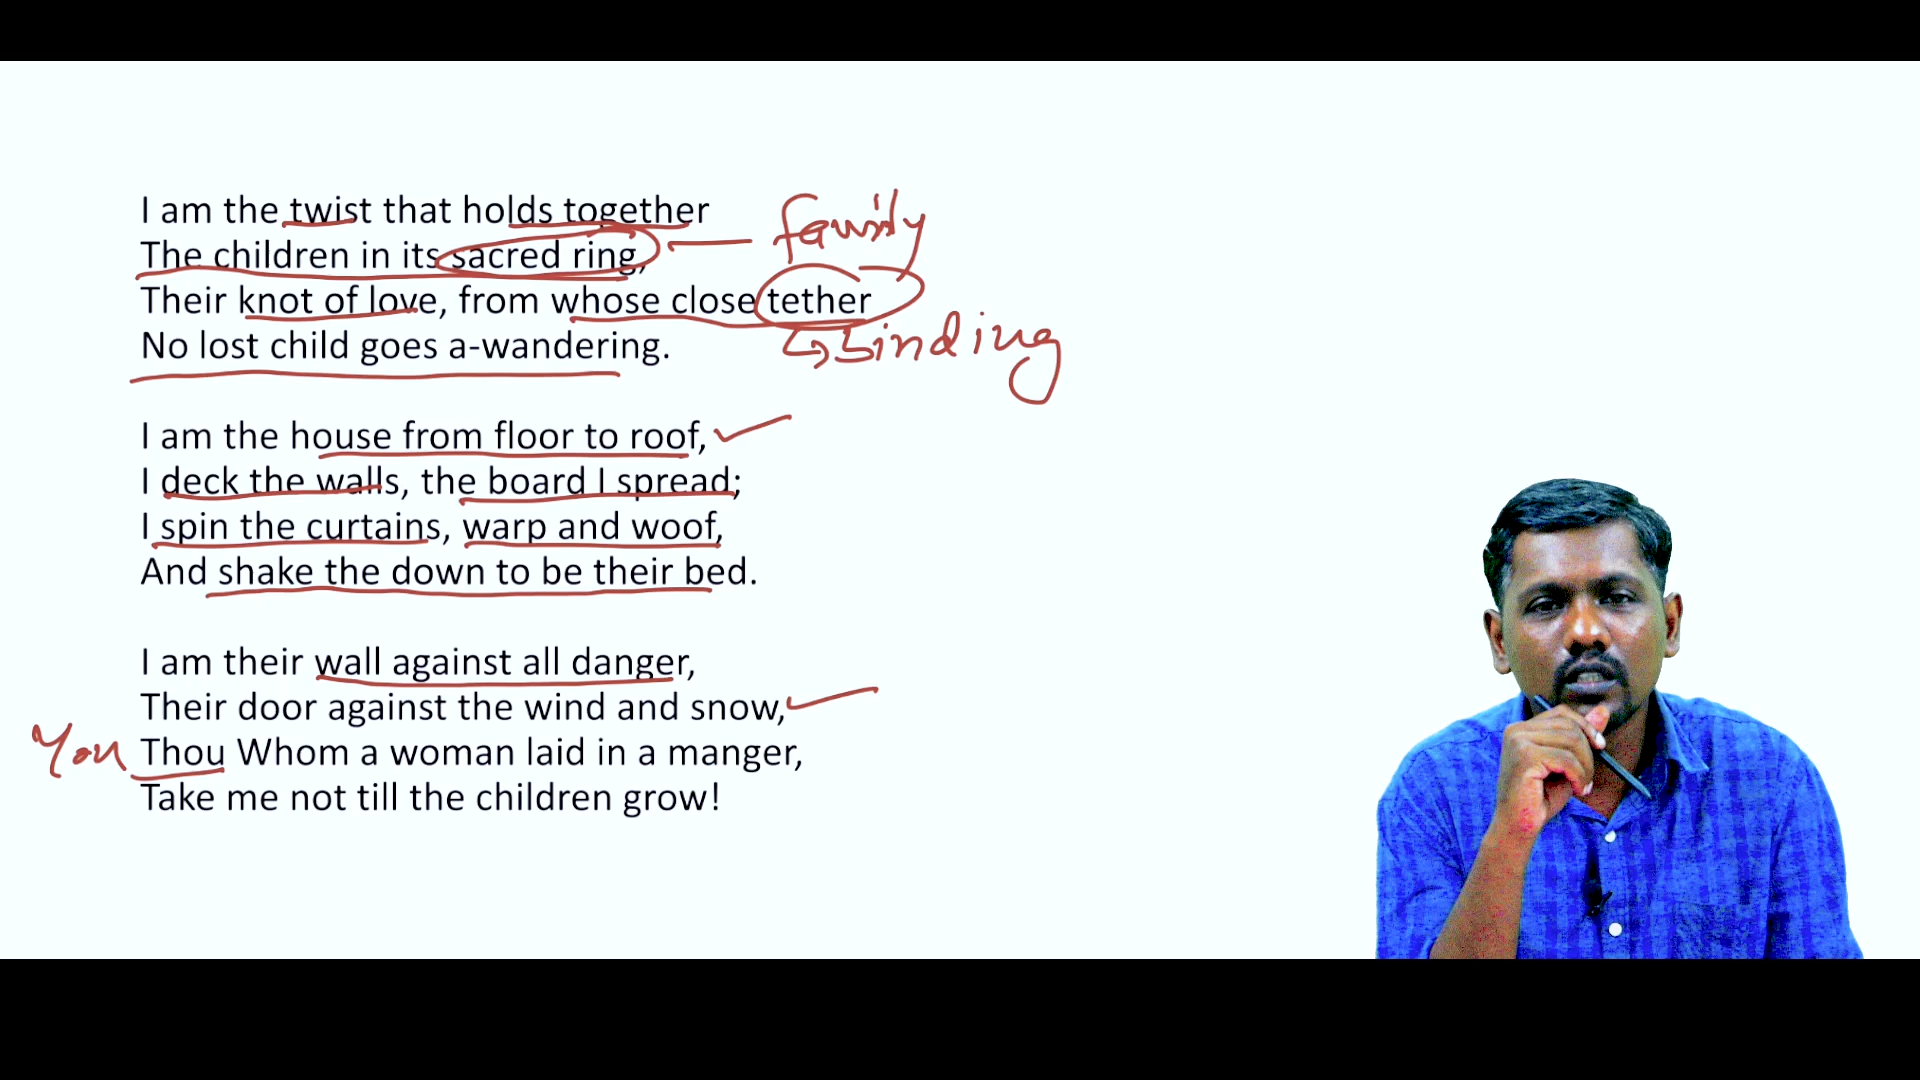 I am the twist that holds together
The children in its sacred ring, family
Their knot of love, from whose close tether
No lost child goes a-wandering. binding
I am the house from floor to roof,
I deck the walls, the board I spread;
I spin the curtains, warp and woof,
And shake the down to be their bed.
I am their wall against all danger,
Their door against the wind and snow,
You Thou Whom a woman laid in a manger,
Take me not till the children grow!